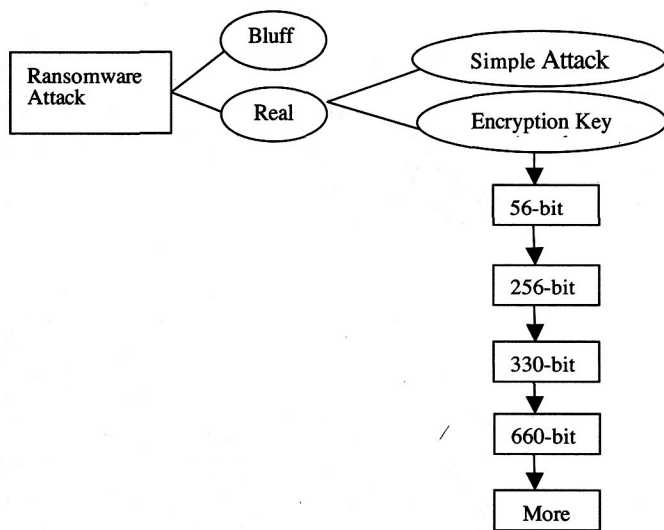 Bluff
Ransomware
Attack
Real
Simple Attack
Encryption Key
56-bit
256-bit
330-bit
660-bit
More